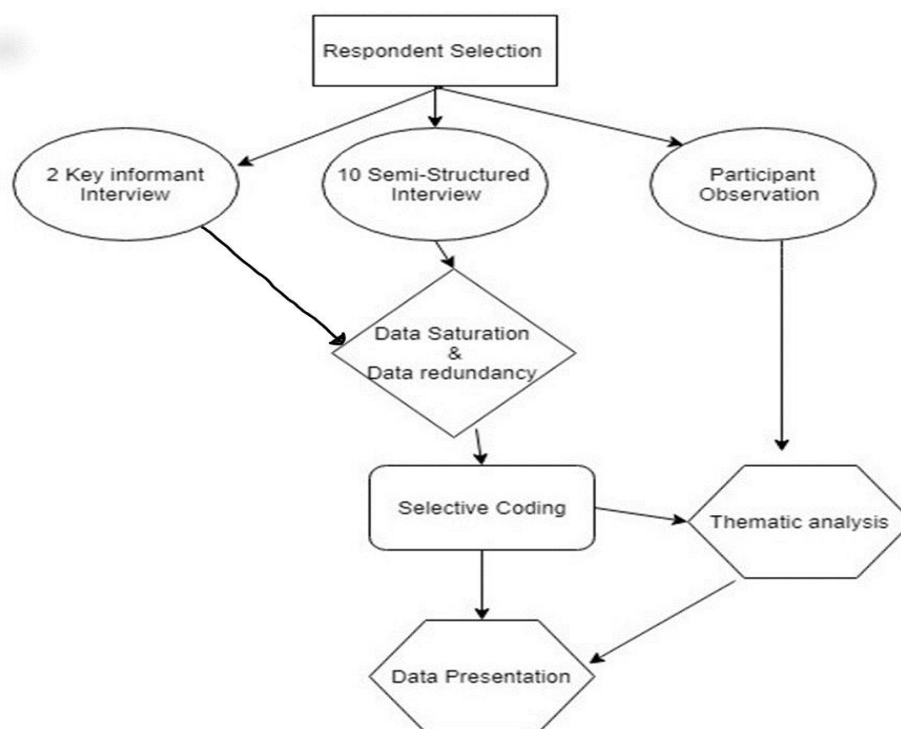 Respondent Selection
2 Key informant
Interview
10 Semi-Structured
Interview
Participant
Observation
Data Saturation
&
Data redundancy
Selective Coding
Thematic analysis
Data Presentation